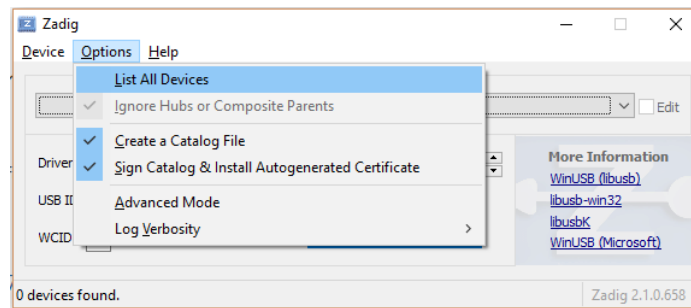 Zadig
Device Options Help
List All Devices
Ignore Hubs or Composite Parents
Edit
Create a Catalog File
Driver
Sign Catalog & Install Autogenerated Certificate
More Information
WinUSB (libusb)
USB
Advanced Mode
libusb-win32
Log Verbosity
libusbK
WCID
WinUSB (Microsoft)
0 devices found.
Zadig 2.1.0.658